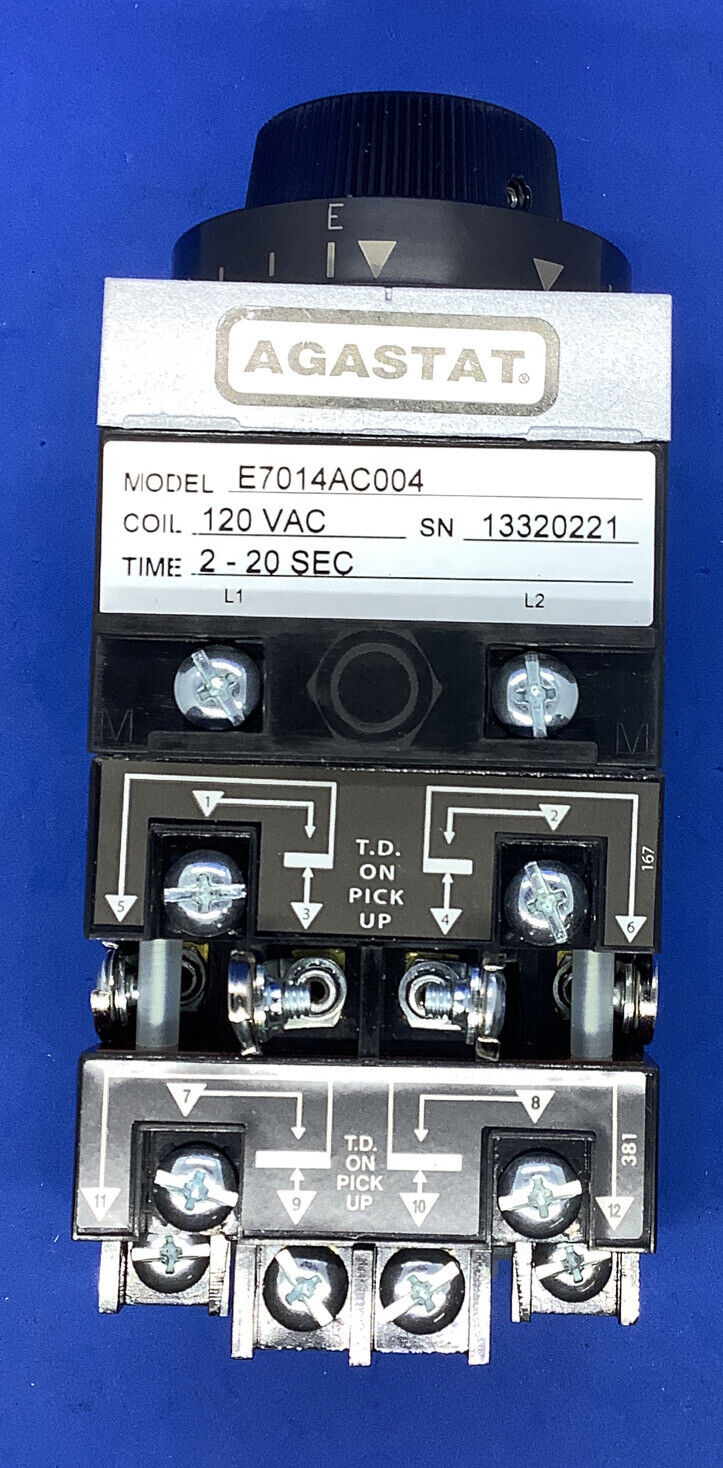 E
AGASTAT®
MODEL E7014AC004
COIL 120 VAC SN 13320221
TIME 2 - 20 SEC
L1 L2
M M
1 2
T.D.
ON
PICK
UP
5 3 4 6
167
7 8
T.D.
ON
PICK
UP
11 9 10 12
381